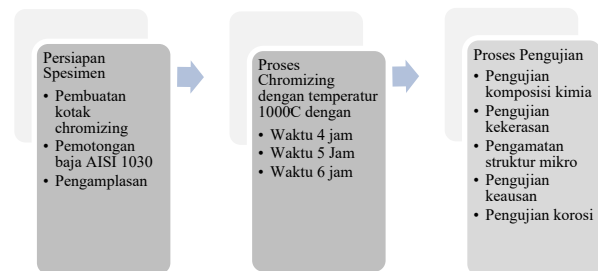 Persiapan
Spesimen
• Pembuatan
kotak
chromizing
• Pemotongan
baja AISI 1030
• Pengamplasan
Proses
Chromizing
dengan temperatur
1000C dengan
• Waktu 4 jam
• Waktu 5 Jam
• Waktu 6 jam
Proses Pengujian
• Pengujian
komposisi kimia
• Pengujian
kekerasan
• Pengamatan
struktur mikro
• Pengujian
keausan
• Pengujian korosi